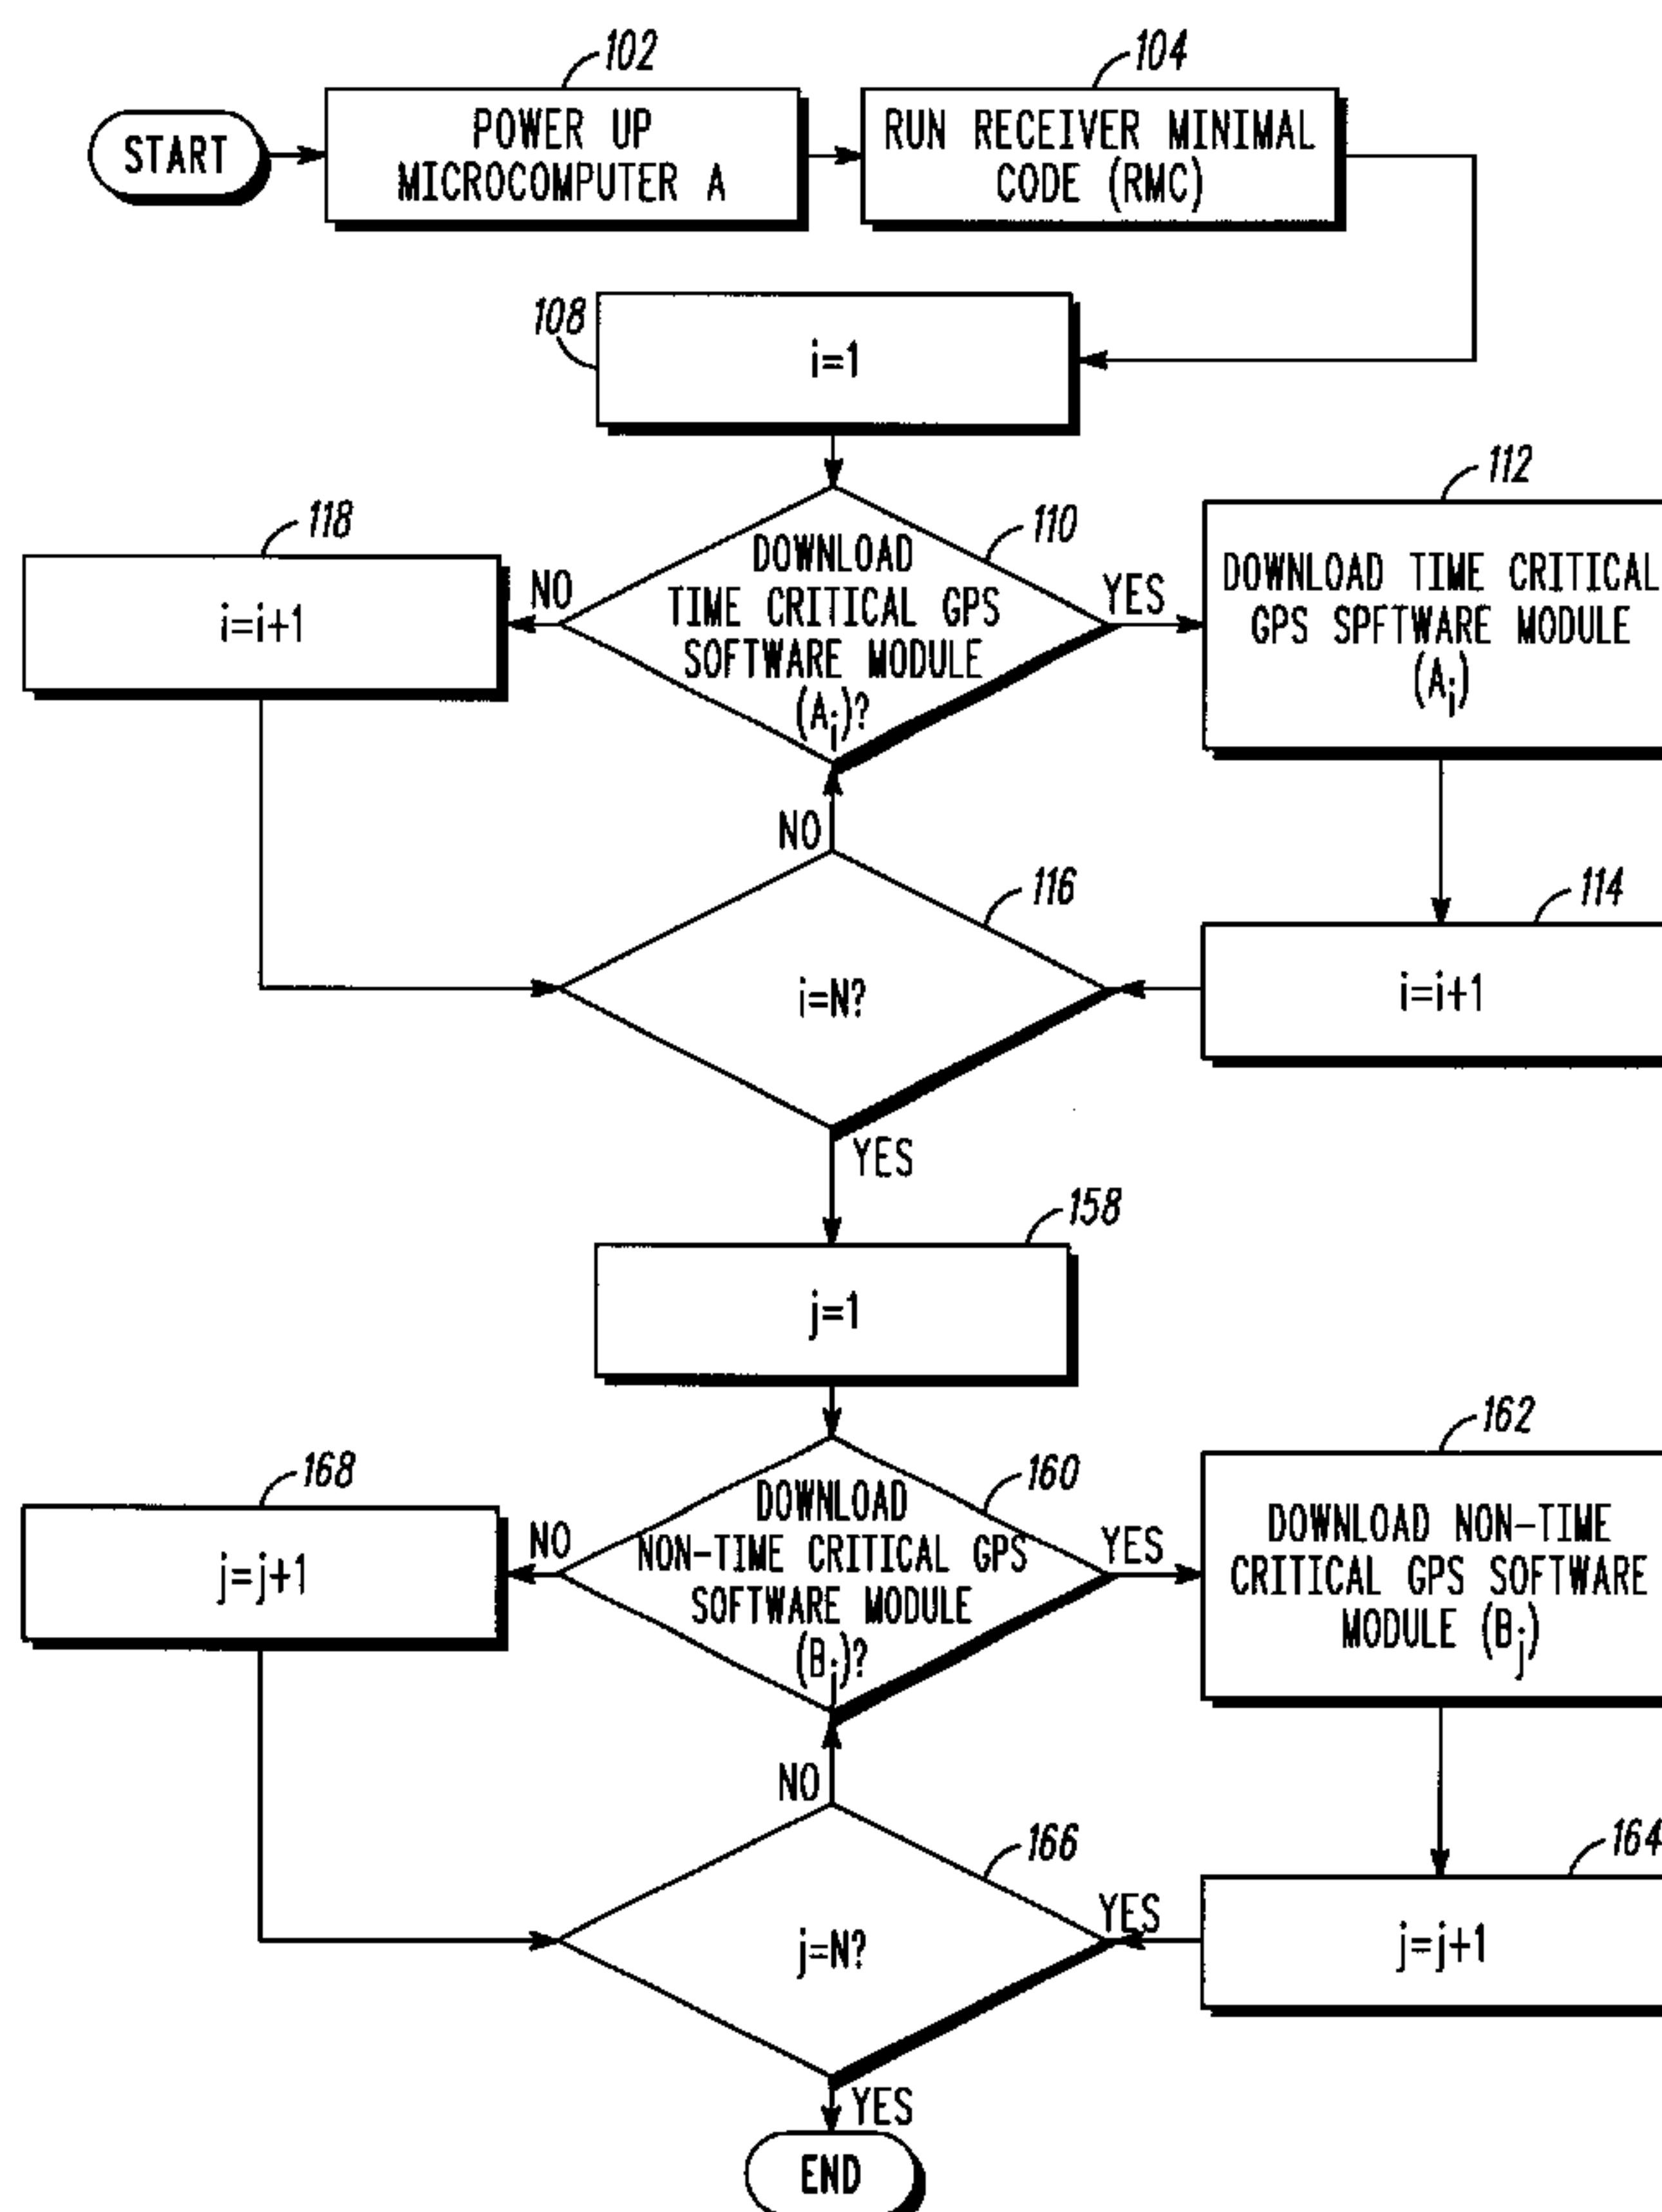 102
104
START
POWER UP
MICROCOMPUTER A
RUN RECEIVER MINIMAL
CODE (RMC)
108
i=1
118
i=i+1
NO
110
DOWNLOAD
TIME CRITICAL GPS
SOFTWARE MODULE
(Ai)?
YES
112
DOWNLOAD TIME CRITICAL
GPS SPFTWARE MODULE
(Ai)
NO
116
i=N?
114
i=i+1
YES
158
j=1
168
j=j+1
NO
160
DOWNLOAD
NON-TIME CRITICAL GPS
SOFTWARE MODULE
(Bj)?
YES
162
DOWNLOAD NON-TIME
CRITICAL GPS SOFTWARE
MODULE (Bj)
NO
166
j=N?
YES
164
j=j+1
YES
END